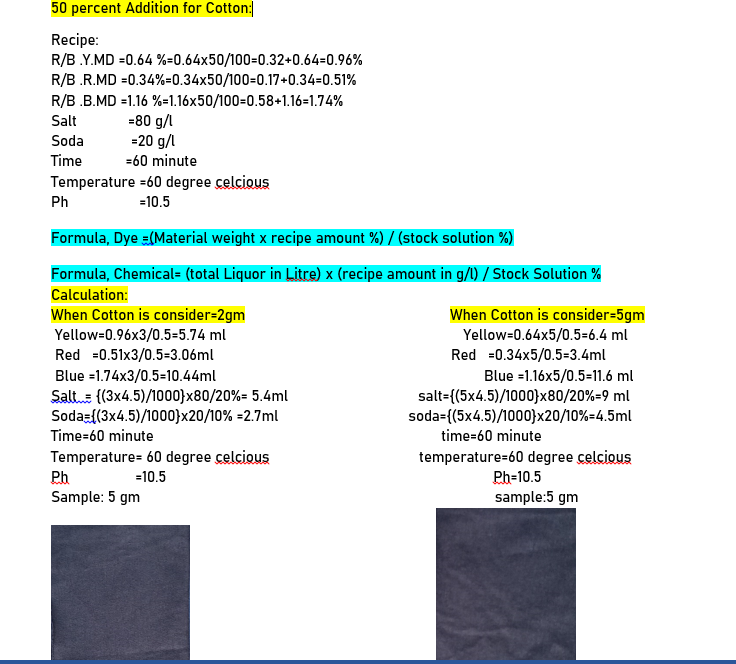 50 percent Addition for Cotton:
Recipe:
R/B .Y.MD =0.64 %=0.64x50/100=0.32+0.64=0.96%
R/B .R.MD =0.34%=0.34x50/100=0.17+0.34=0.51%
R/B .B.MD =1.16 %=1.16x50/100=0.58+1.16=1.74%
Salt =80 g/l
Soda =20 g/l
Time =60 minute
Temperature =60 degree celcious
Ph =10.5
Formula, Dye =(Material weight x recipe amount %) / (stock solution %)
Formula, Chemical= (total Liquor in Litre) x (recipe amount in g/l) / Stock Solution %
Calculation:
When Cotton is consider=2gm
Yellow=0.96x3/0.5=5.74 ml
Red =0.51x3/0.5=3.06ml
Blue =1.74x3/0.5=10.44ml
Salt = {(3x4.5)/1000}x80/20%= 5.4ml
Soda={(3x4.5)/1000}x20/10% =2.7ml
Time=60 minute
Temperature= 60 degree celcious
Ph =10.5
Sample: 5 gm
When Cotton is consider=5gm
Yellow=0.64x5/0.5=6.4 ml
Red =0.34x5/0.5=3.4ml
Blue =1.16x5/0.5=11.6 ml
salt={(5x4.5)/1000}x80/20%=9 ml
soda={(5x4.5)/1000}x20/10%=4.5ml
time=60 minute
temperature=60 degree celcious
Ph=10.5
sample:5 gm